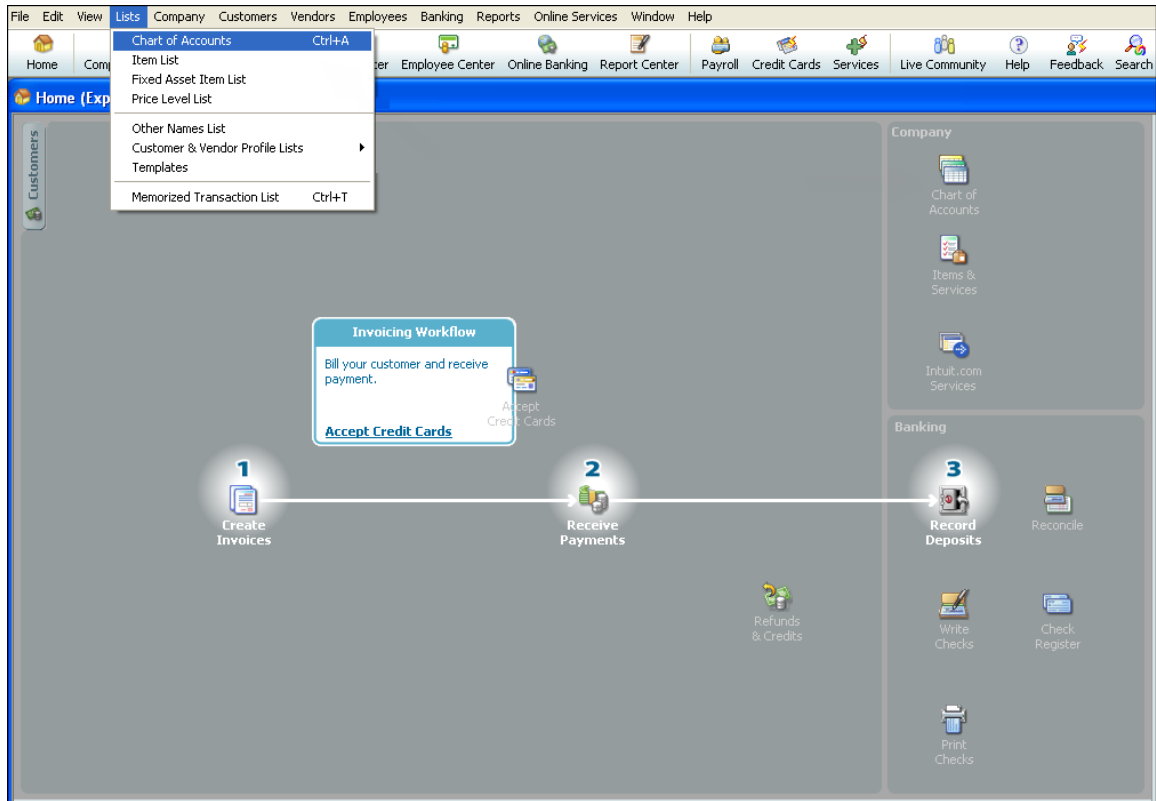 File Edit View Lists Company Customers Vendors Employees Banking Reports Online Services Window Help
Chart of Accounts Ctrl+A
Item List
Fixed Asset Item List
Price Level List
Other Names List
Customer & Vendor Profile Lists
Templates
Memorized Transaction List Ctrl+T
Home Employee Center Online Banking Report Center Payroll Credit Cards Services Live Community Help Feedback Search
Home (Exp
Customers
Invoicing Workflow
Bill your customer and receive
payment.
Accept Credit Cards
Accept
Credit Cards
1
Create
Invoices
2
Receive
Payments
Refunds
& Credits
Company
Chart of
Accounts
Items &
Services
Intuit.com
Services
Banking
3
Record
Deposits
Reconcile
Write
Checks
Check
Register
Print
Checks